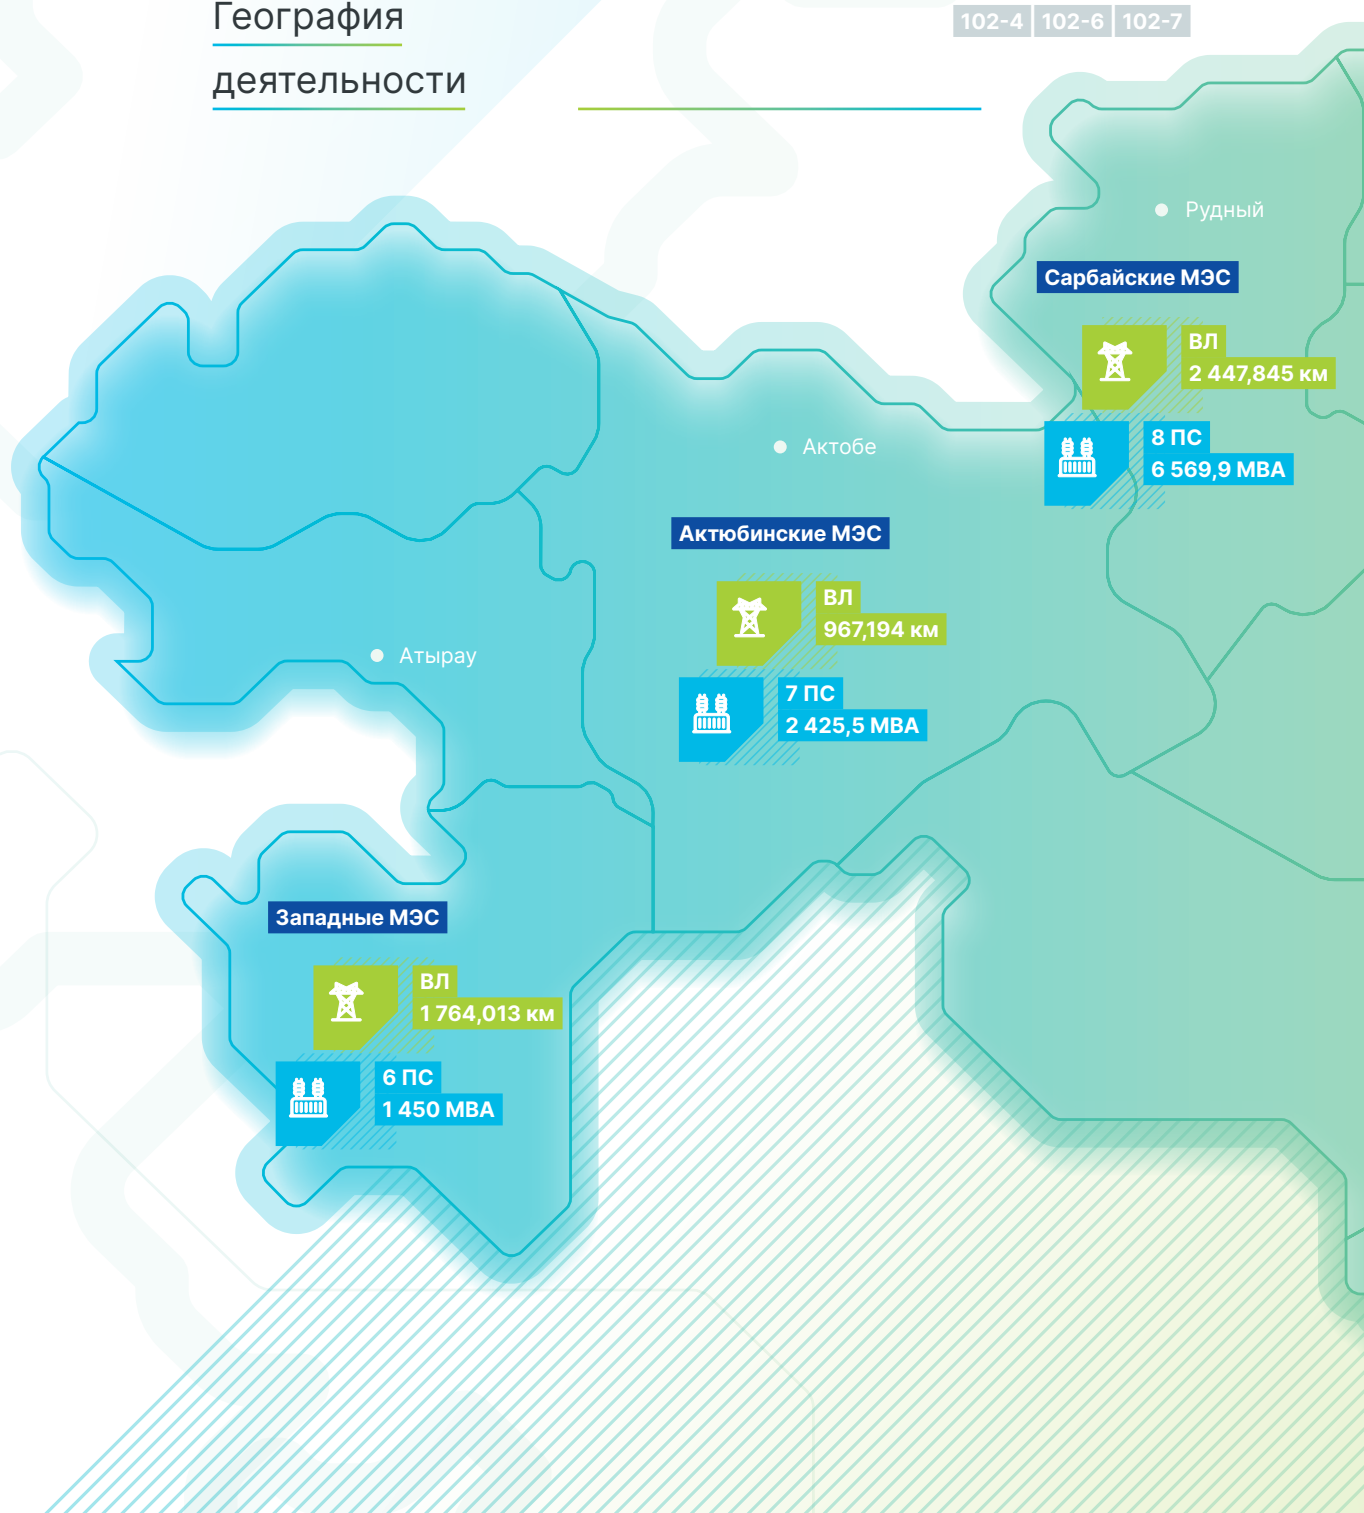 География
деятельности
102-4 102-6 102-7
Рудный
Сарбайские МЭС
ВЛ
2 447,845 км
8 ПС
6 569,9 МВА
Актобе
Актюбинские МЭС
ВЛ
967,194 км
7 ПС
2 425,5 МВА
Атырау
Западные МЭС
ВЛ
1 764,013 км
6 ПС
1 450 МВА